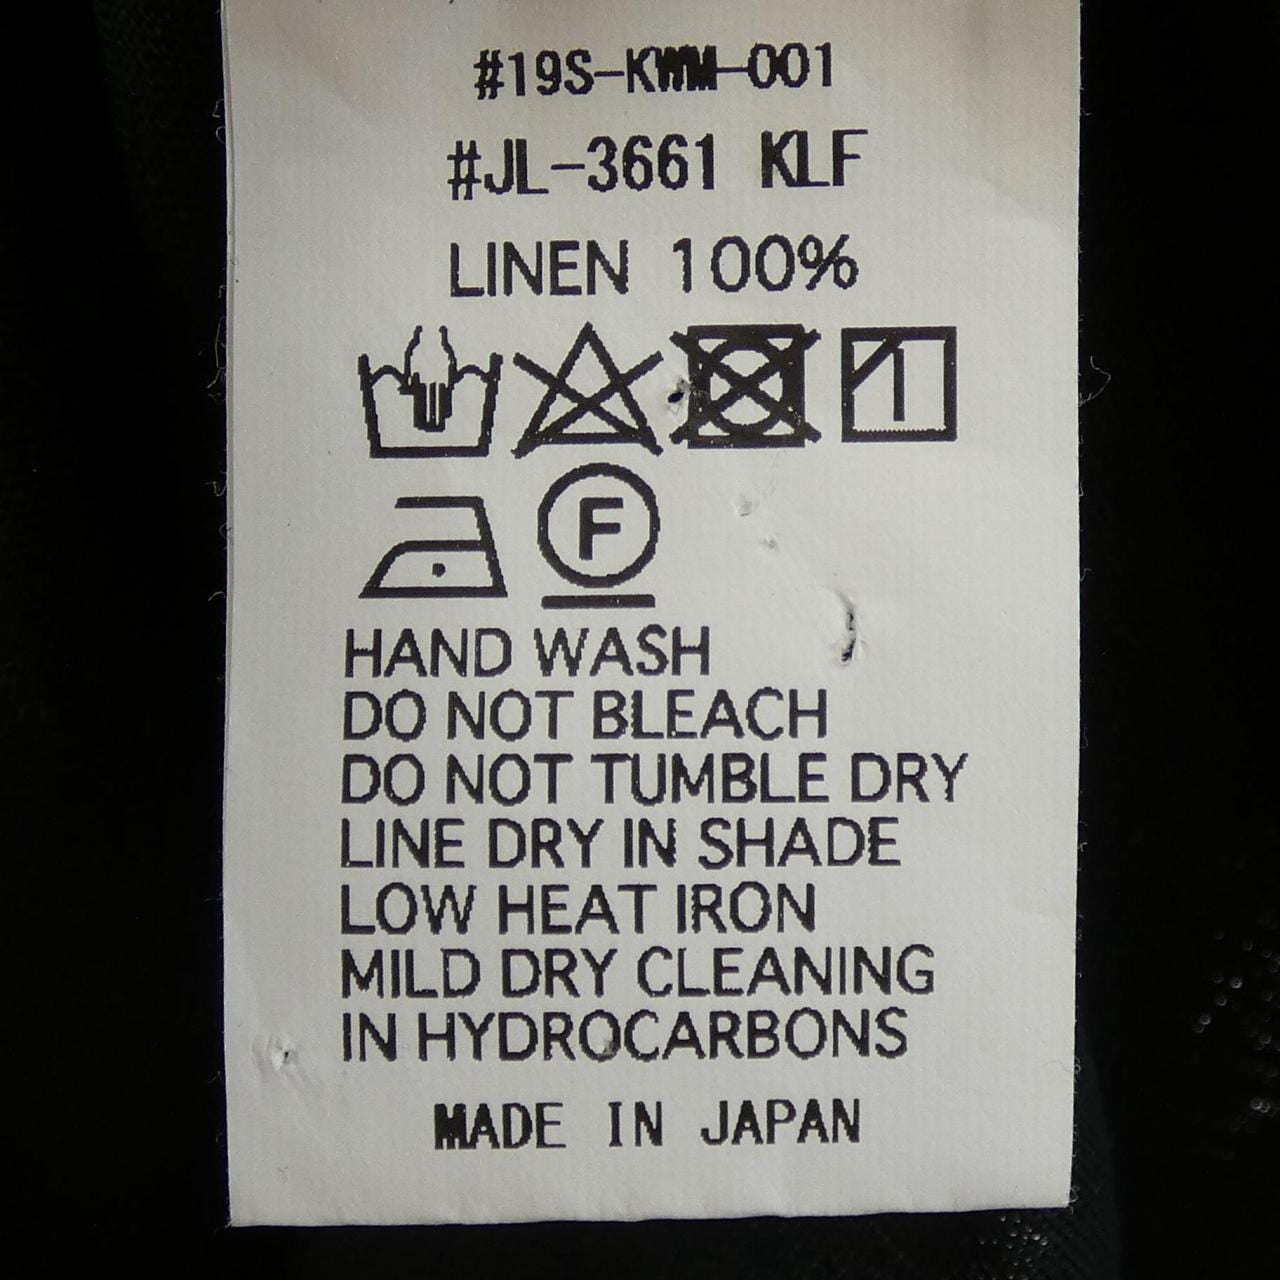 #19S-KWM-001
#JL-3661 KLF
LINEN 100%
F
HAND WASH
DO NOT BLEACH
DO NOT TUMBLE DRY
LINE DRY IN SHADE
LOW HEAT IRON
MILD DRY CLEANING
IN HYDROCARBONS
MADE IN JAPAN